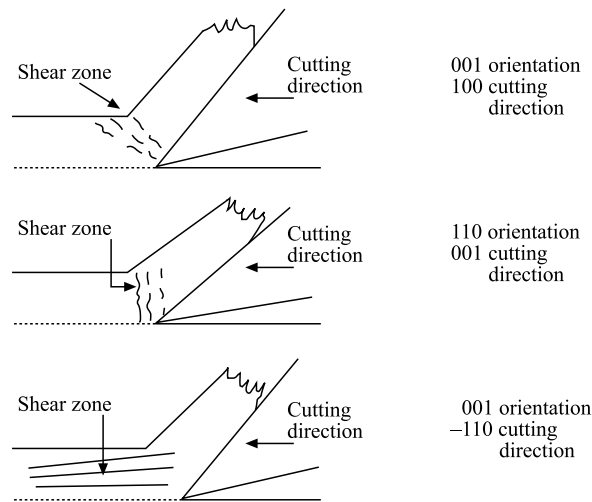 Shear zone
Cutting
direction
001 orientation
100 cutting
direction
Shear zone
Cutting
direction
110 orientation
001 cutting
direction
Shear zone
Cutting
direction
001 orientation
–110 cutting
direction